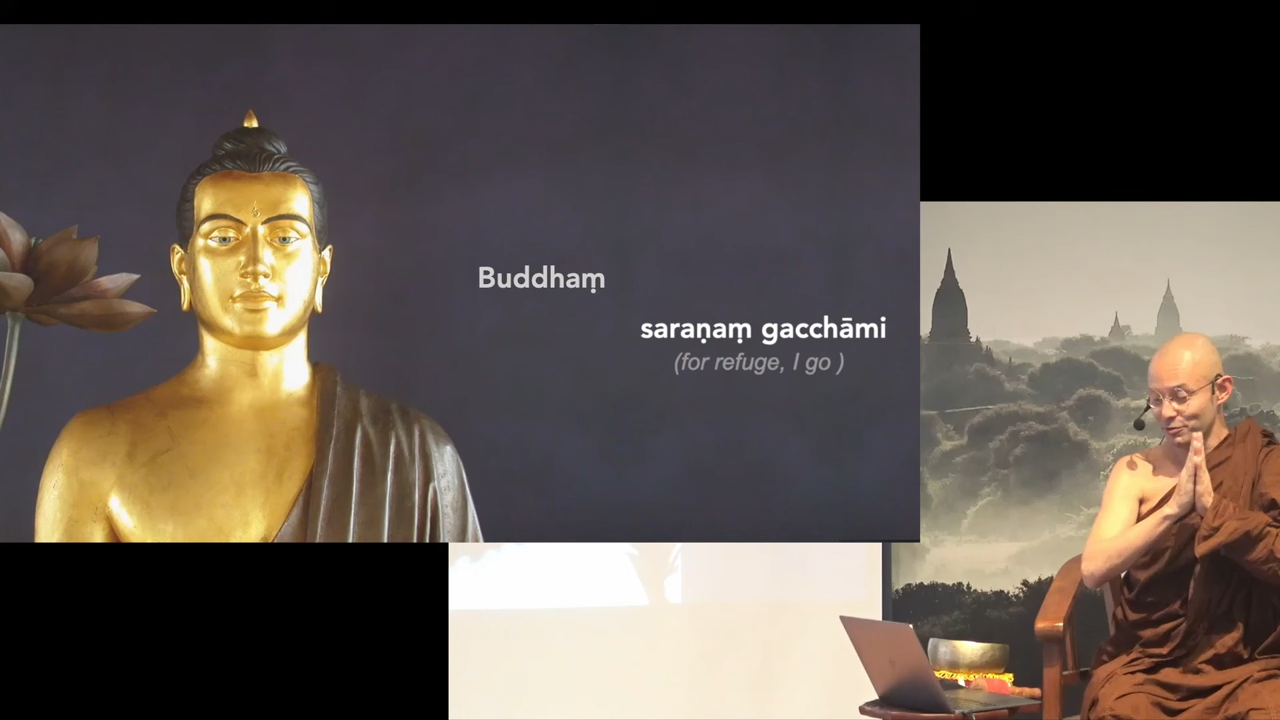 Buddhaṃ
saraṇaṃ gacchāmi
(for refuge, I go )